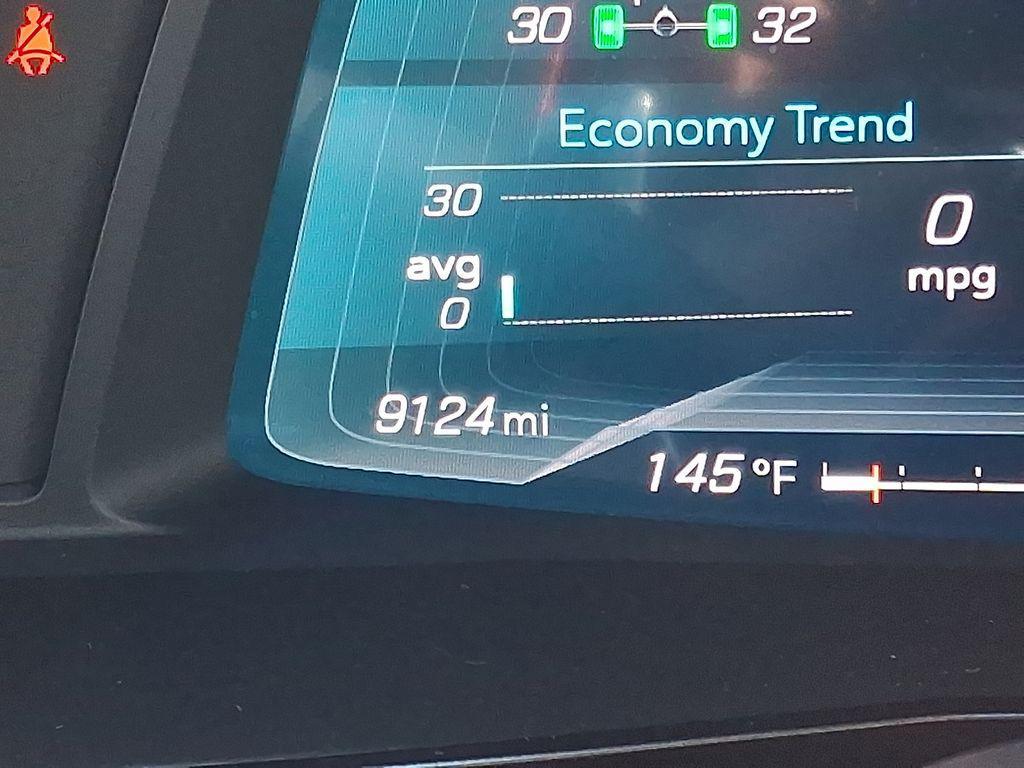 30 32
Economy Trend
30
avg
0
0
mpg
9124 mi
145 °F